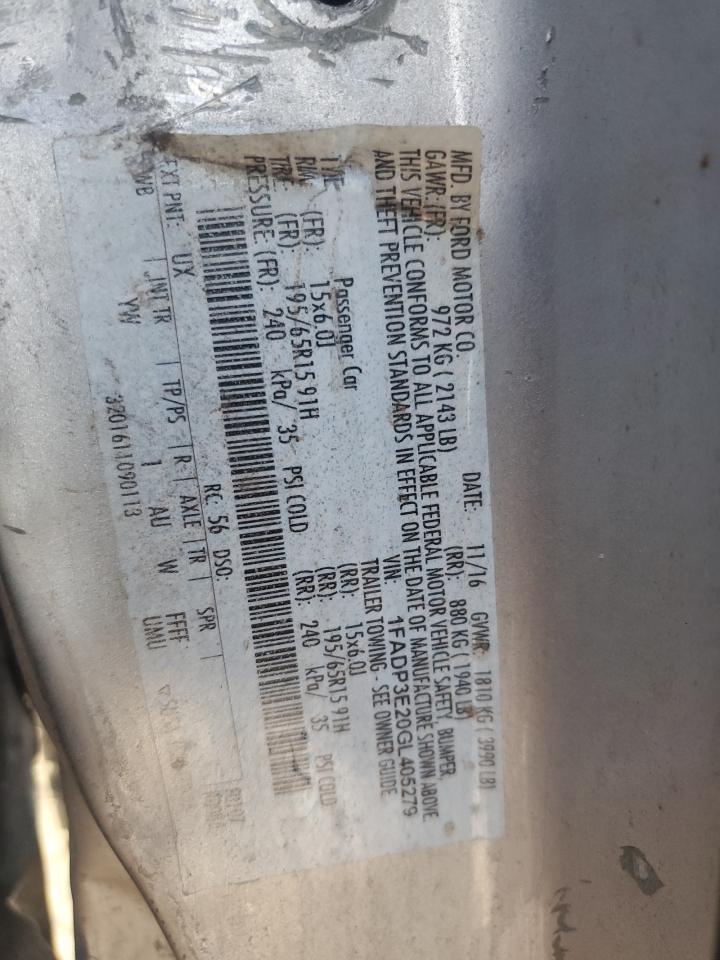 MFD. BY FORD MOTOR CO. DATE: 11/16 GVWR: 1810 KG ( 3990 LB)
GAWR: (FR): 972 KG ( 2143 LB) (RR): 880 KG ( 1940 LB)
THIS VEHICLE CONFORMS TO ALL APPLICABLE FEDERAL MOTOR VEHICLE SAFETY, BUMPER,
AND THEFT PREVENTION STANDARDS IN EFFECT ON THE DATE OF MANUFACTURE SHOWN ABOVE.
VIN: 1FADP3E20GL405279
TYPE Passenger Car TRAILER TOWING - SEE OWNER GUIDE
RIM (FR): 15x6.0J (RR): 15x6.0J
(FR): 195/65R15 91H (RR): 195/65R15 91H
PRESSURE: (FR): 240 kPa/ 35 PSI COLD (RR): 240 kPa/ 35 PSI COLD
EXT PNT: UX RC: 56 DSO:
WB INT TR TP/PS R AXLE TR SPR
YW 1 AU W FFFF
UMU
3201611090113